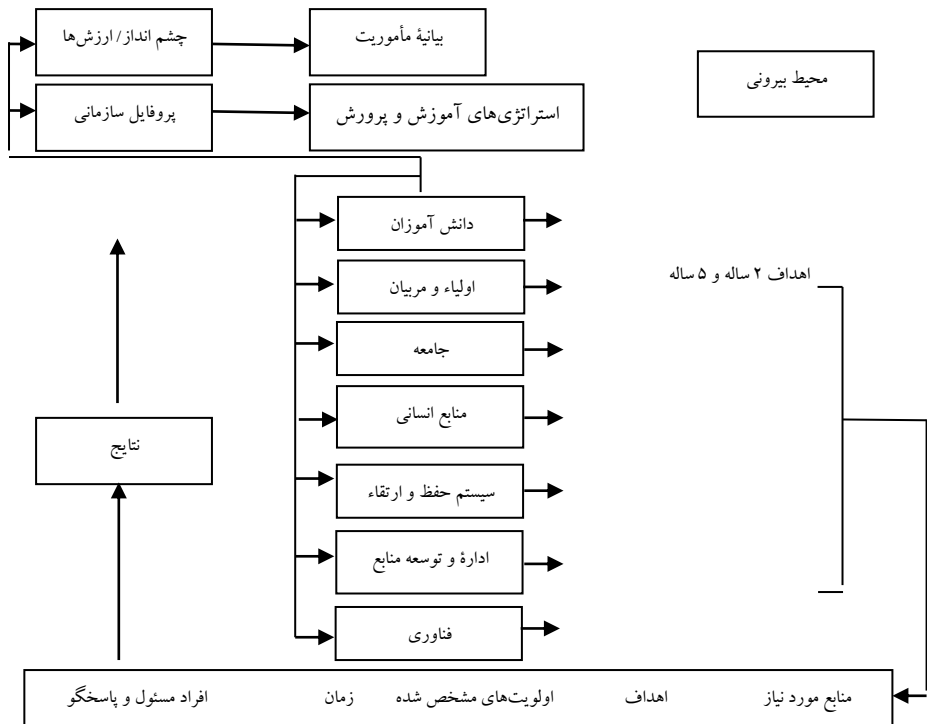 چشم انداز/ ارزش‌ها
بیانیۀ مأموریت
محیط بیرونی
پروفایل سازمانی
استراتژی‌های آموزش و پرورش
دانش آموزان
اولیاء و مربیان
اهداف ۲ ساله و ۵ ساله
جامعه
منابع انسانی
نتایج
سیستم حفظ و ارتقاء
ادارۀ و توسعه منابع
فناوری
منابع مورد نیاز اهداف اولویت‌های مشخص شده زمان افراد مسئول و پاسخگو